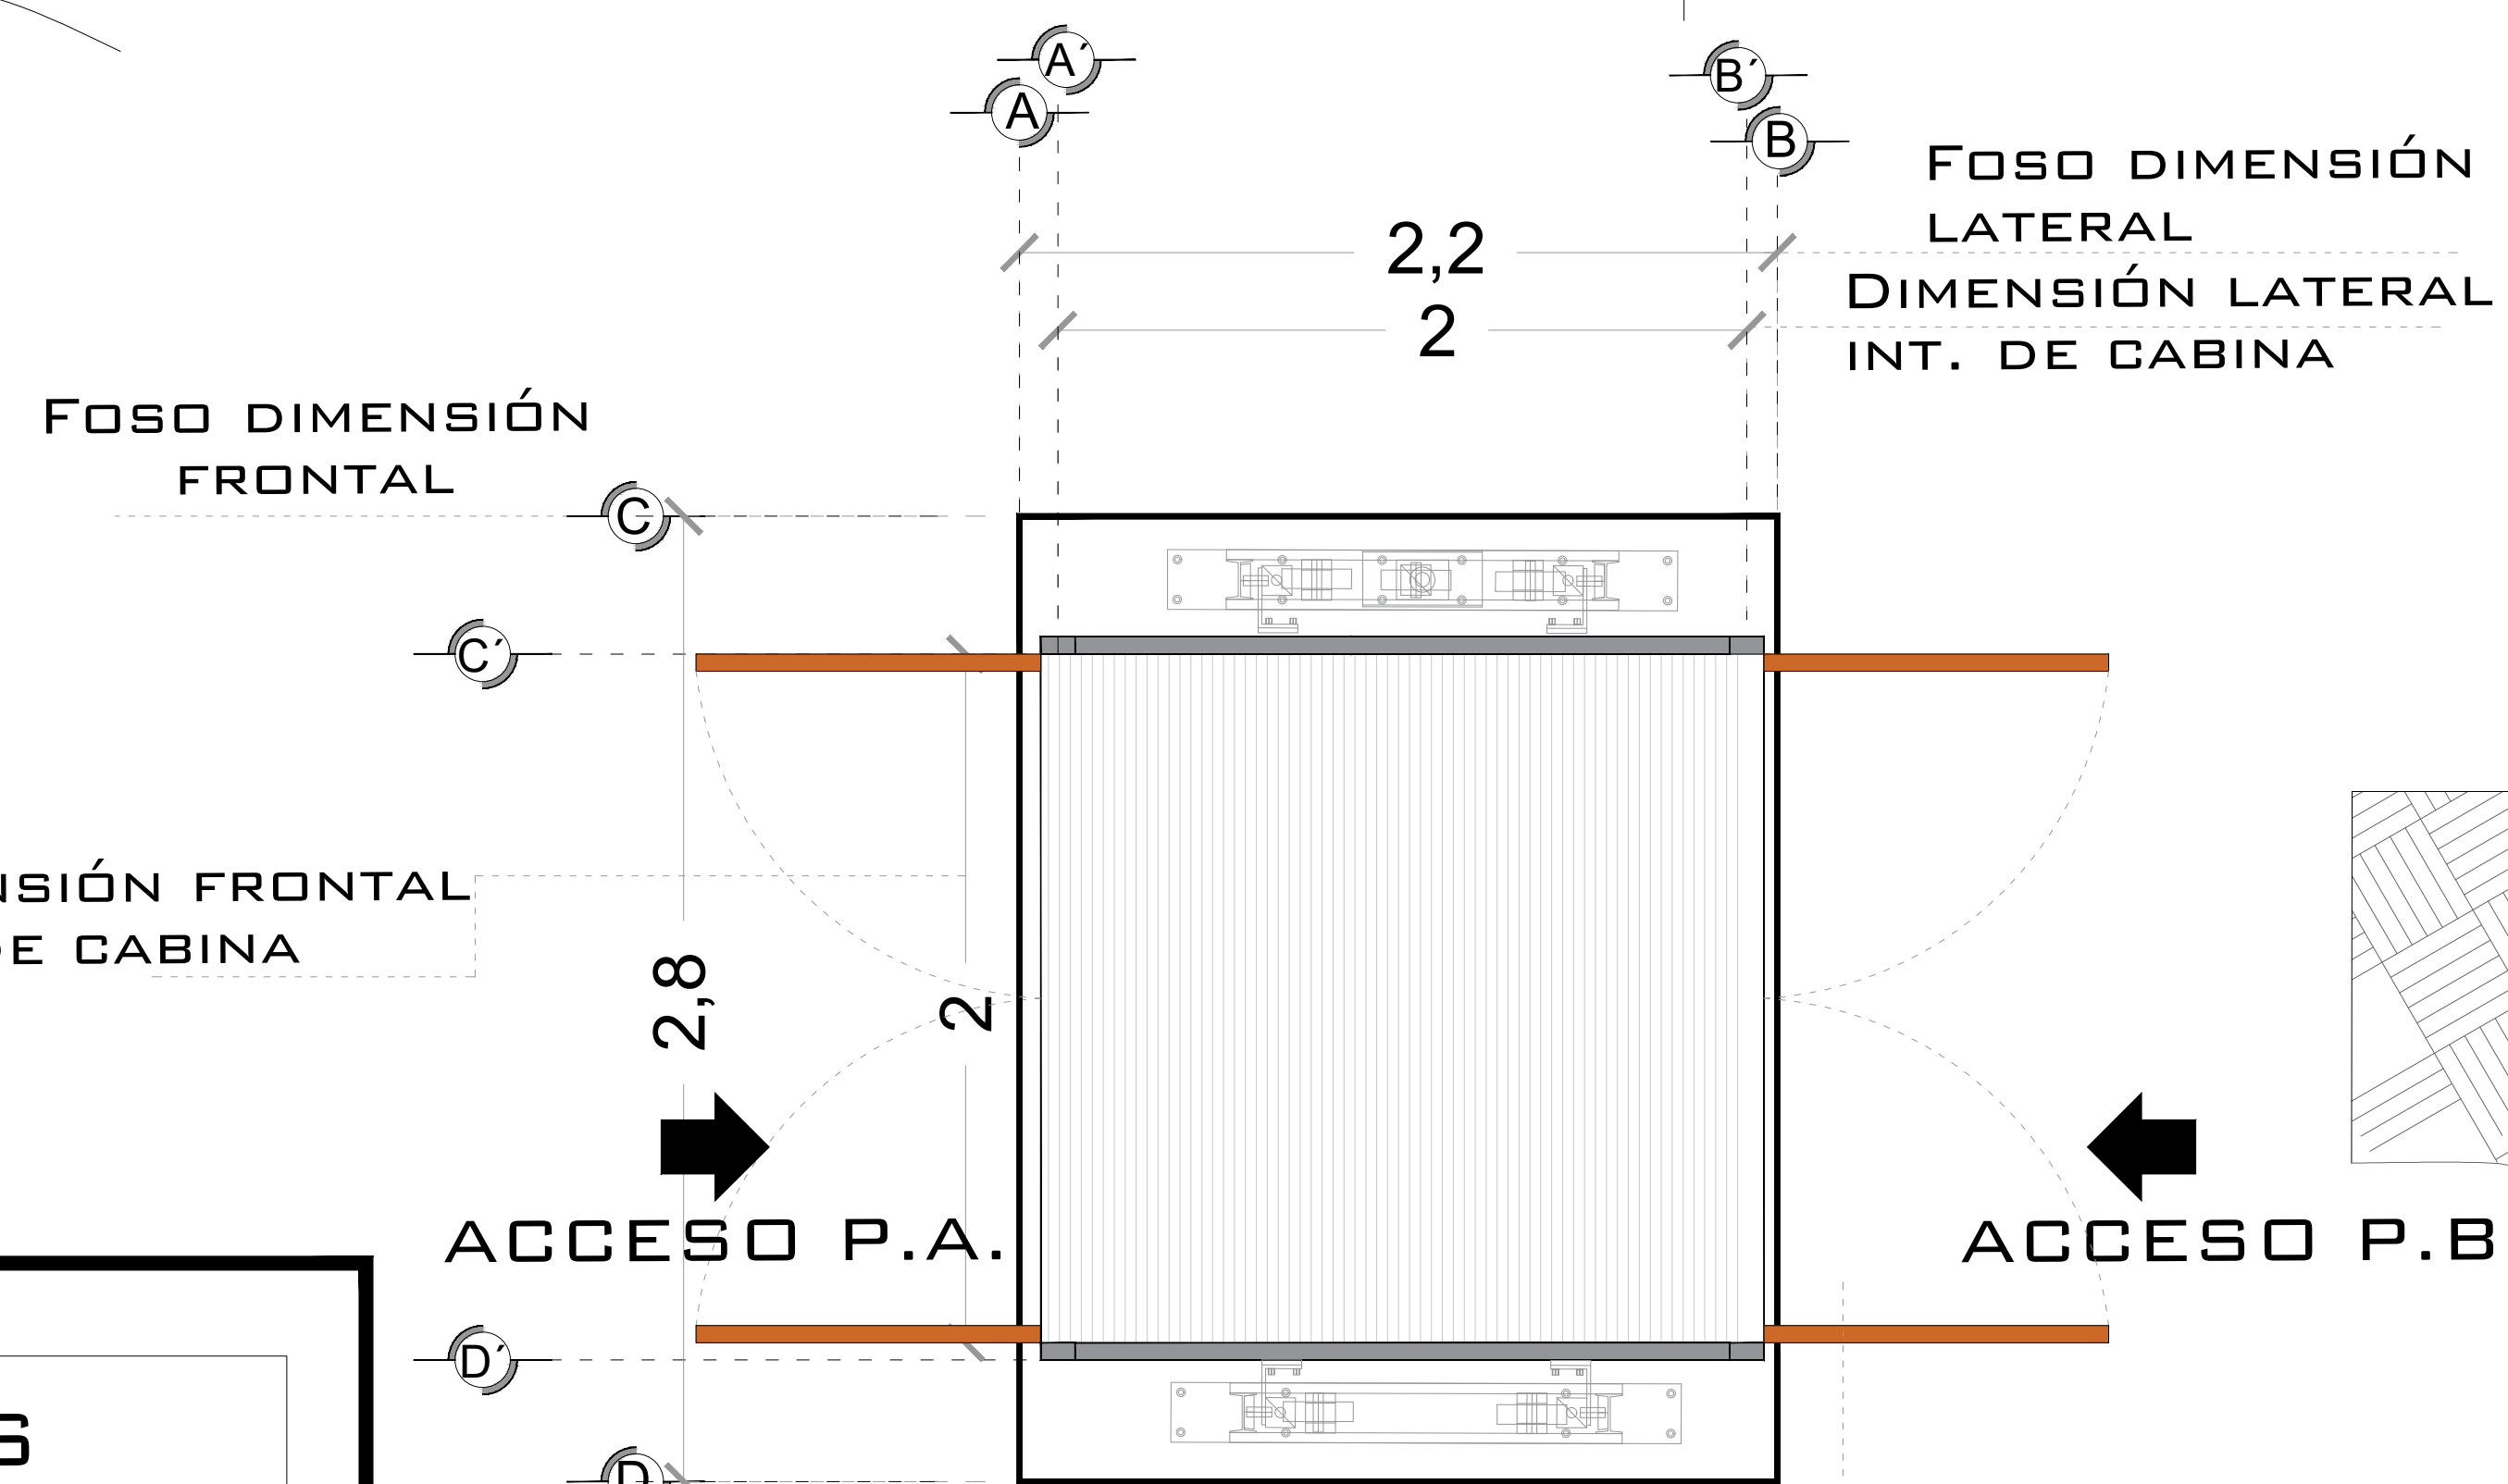 A´
A
B´
B
FOSO DIMENSIÓN
LATERAL
2,2
DIMENSIÓN LATERAL
INT. DE CABINA
2
FOSO DIMENSIÓN
FRONTAL
C
C´
NSIÓN FRONTAL
DE CABINA
2,8
2
ACCESO P.A.
ACCESO P.B
D´
S
D